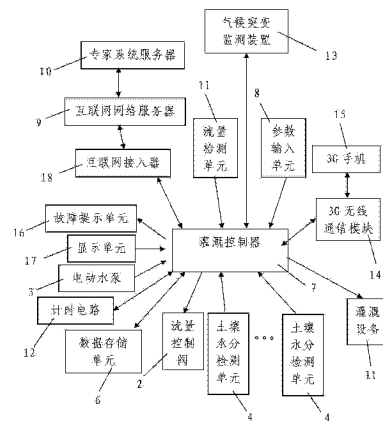 气候突变
监测装置
13
专家系统服务器
10
11
8
互联网网络服务器
9
流量
检测
单元
参数
输入
单元
15
3G手机
互联网接入器
18
3G无线
通信模块
14
故障提示单元
16
显示单元
17
灌溉控制器
7
电动水泵
3
计时电路
12
数据存储
单元
6
流量
控制
阀
2
土壤
水分
检测
单元
4
•••
土壤
水分
检测
单元
4
灌溉
设备
11